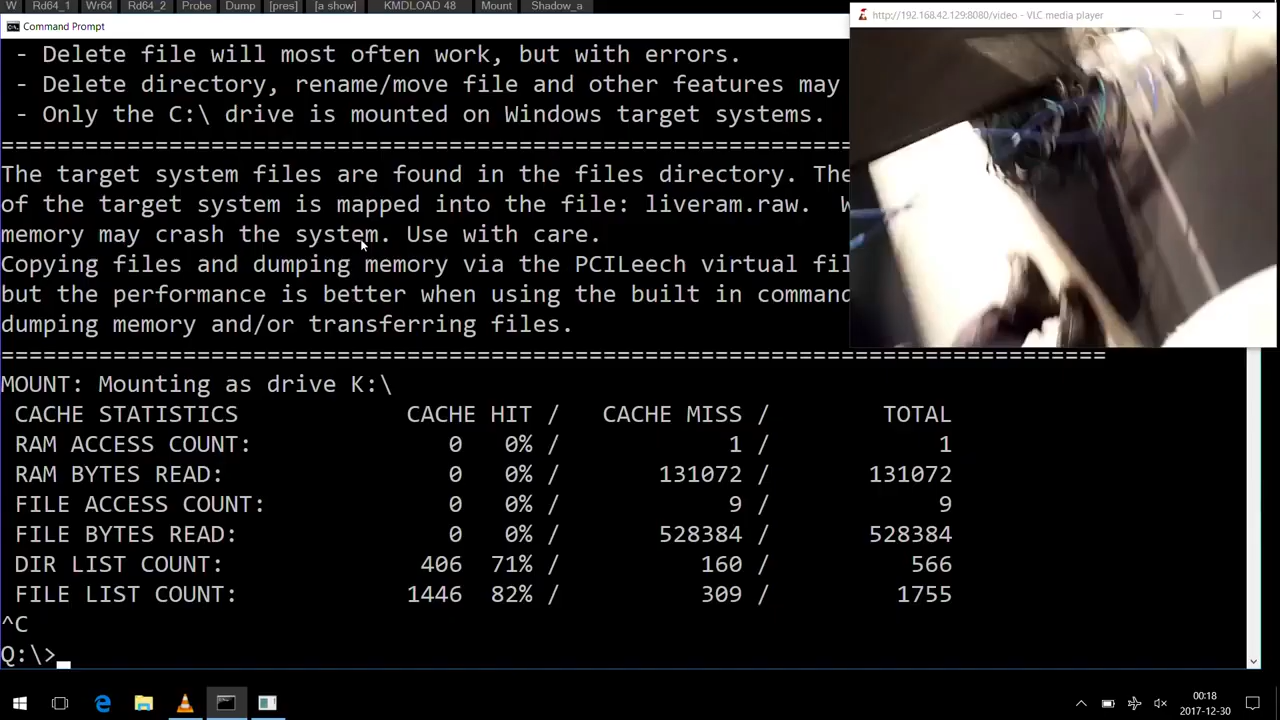 W Rd64_1 Wr64 Rd64_2 Probe Dump [pres] [a show] KMDLOAD 48 Mount Shadow_a
Command Prompt
http://192.168.42.129:8080/video - VLC media player
- Delete file will most often work, but with errors.
- Delete directory, rename/move file and other features may
- Only the C:\ drive is mounted on Windows target systems.
================================================================
The target system files are found in the files directory. The
of the target system is mapped into the file: liveram.raw. W
memory may crash the system. Use with care.
Copying files and dumping memory via the PCILeech virtual fil
but the performance is better when using the built in command
dumping memory and/or transferring files.
===============================================================================
MOUNT: Mounting as drive K:\
CACHE STATISTICS CACHE HIT / CACHE MISS / TOTAL
RAM ACCESS COUNT: 0 0% / 1 / 1
RAM BYTES READ: 0 0% / 131072 / 131072
FILE ACCESS COUNT: 0 0% / 9 / 9
FILE BYTES READ: 0 0% / 528384 / 528384
DIR LIST COUNT: 406 71% / 160 / 566
FILE LIST COUNT: 1446 82% / 309 / 1755
^C
Q:\>
00:18
2017-12-30